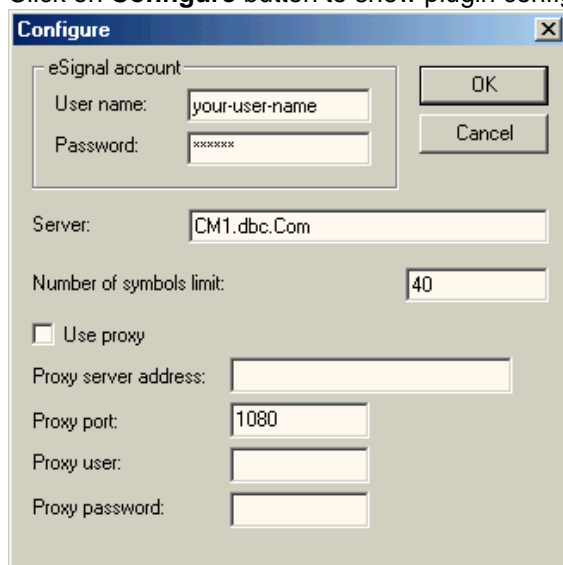 Click on Configure button to show plugin config
Configure
eSignal account
User name: your-user-name
Password: ******
OK
Cancel
Server: CM1.dbc.Com
Number of symbols limit: 40
Use proxy
Proxy server address:
Proxy port: 1080
Proxy user:
Proxy password: